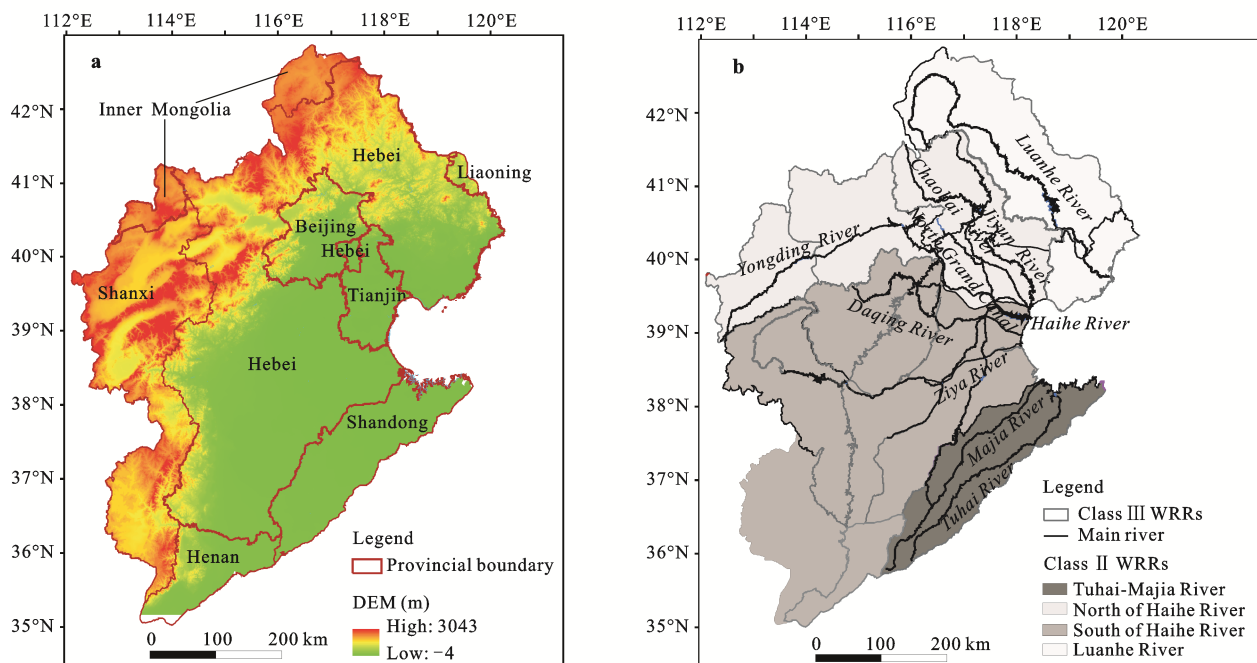 112°E 114°E 116°E 118°E 120°E
a
42°N
41°N
40°N
39°N
38°N
37°N
36°N
35°N
Inner Mongolia
Hebei
Liaoning
Beijing
Hebei
Tianjin
Shanxi
Hebei
Shandong
Henan
Legend
Provincial boundary
DEM (m)
High: 3043
Low: −4
0 100 200 km
112°E 114°E 116°E 118°E 120°E
b
42°N
41°N
40°N
39°N
38°N
37°N
36°N
35°N
Luanhe River
Chaobai River
Jiyun River
Yongding River
North Grand Canal
Daqing River
Haihe River
Ziya River
Majia River
Tuhai River
Legend
Class Ⅲ WRRs
Main river
Class Ⅱ WRRs
Tuhai-Majia River
North of Haihe River
South of Haihe River
Luanhe River
0 100 200 km